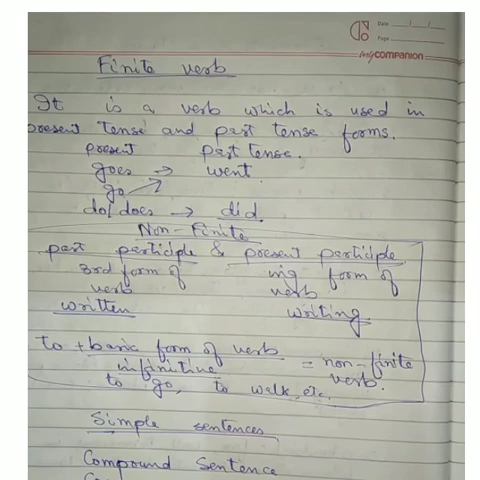 Date / /
Page
my companion
Finite verb
It is a verb which is used in
present tense and past tense forms.
present past tense.
goes → went.
go
do/does → did.
Non-Finite
past participle & present participle.
3rd form of ing form of
verb verb
written writing
to + basic form of verb = non-finite
infinitive verb.
to go, to walk, etc.
Simple sentences
Compound Sentence